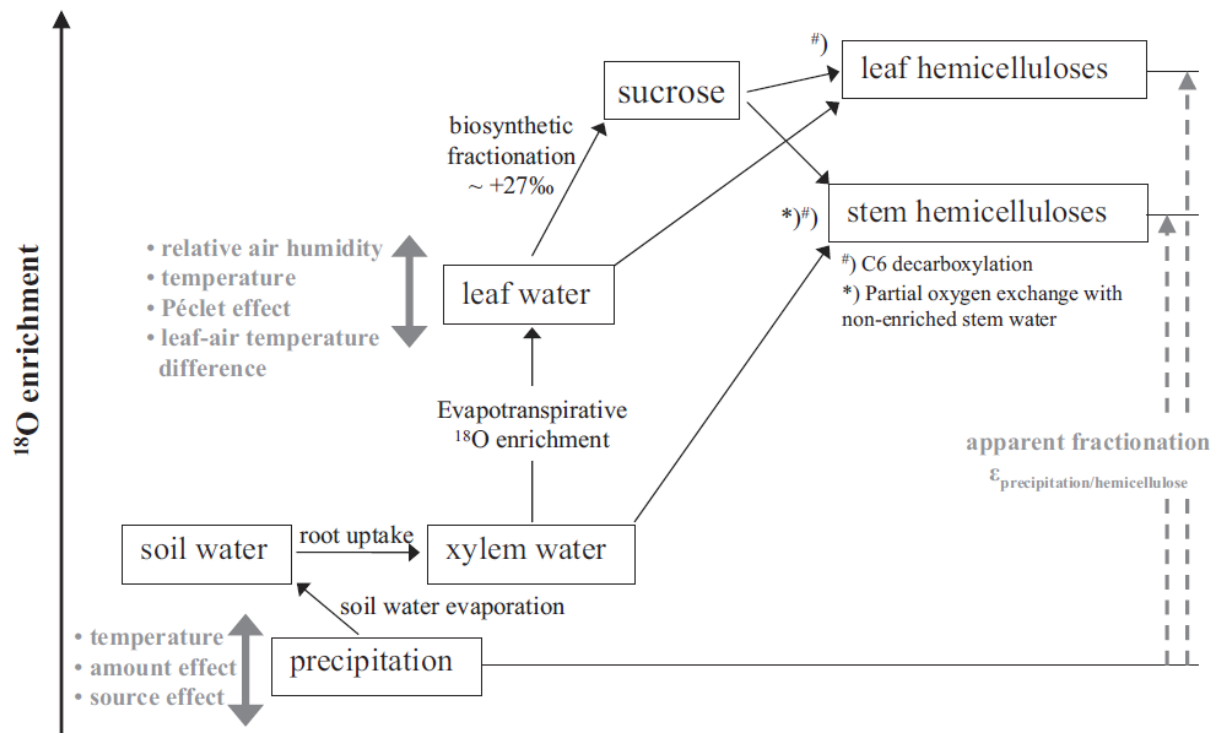 #)
leaf hemicelluloses
sucrose
biosynthetic
fractionation
~ +27‰
*)#)
stem hemicelluloses
• relative air humidity
• temperature
• Péclet effect
• leaf-air temperature
difference
leaf water
#) C6 decarboxylation
*) Partial oxygen exchange with
non-enriched stem water
18O enrichment
Evapotranspirative
18O enrichment
apparent fractionation
εprecipitation/hemicellulose
soil water
root uptake
xylem water
soil water evaporation
• temperature
• amount effect
• source effect
precipitation